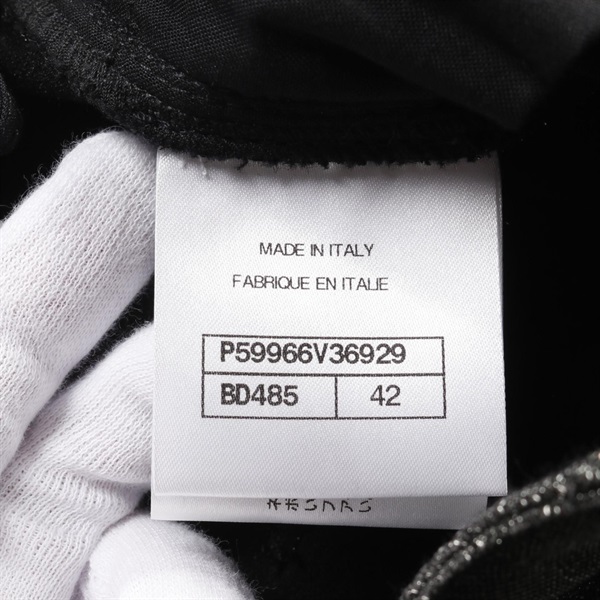 MADE IN ITALY
FABRIQUE EN ITALIE
P59966V36929
BD485 42